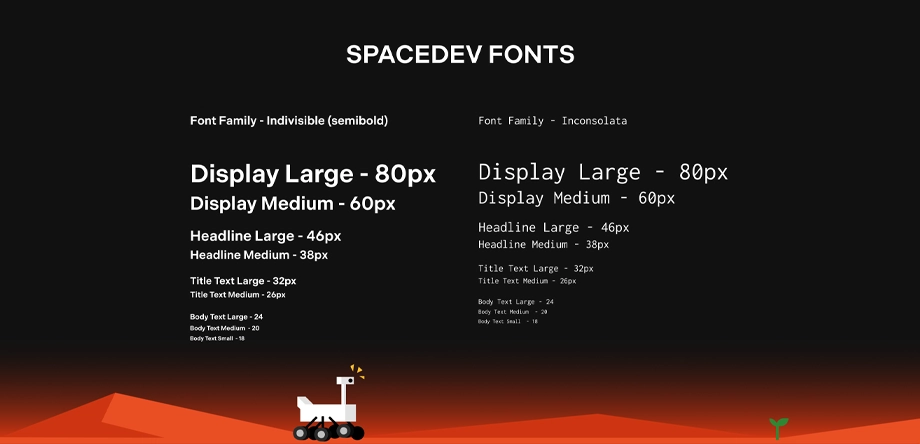 SPACEDEV FONTS
Font Family - Indivisible (semibold)
Display Large - 80px
Display Medium - 60px
Headline Large - 46px
Headline Medium - 38px
Title Text Large - 32px
Title Text Medium - 26px
Body Text Large - 24
Body Text Medium - 20
Body Text Small - 18
Font Family - Inconsolata
Display Large - 80px
Display Medium - 60px
Headline Large - 46px
Headline Medium - 38px
Title Text Large - 32px
Title Text Medium - 26px
Body Text Large - 24
Body Text Medium - 20
Body Text Small - 18